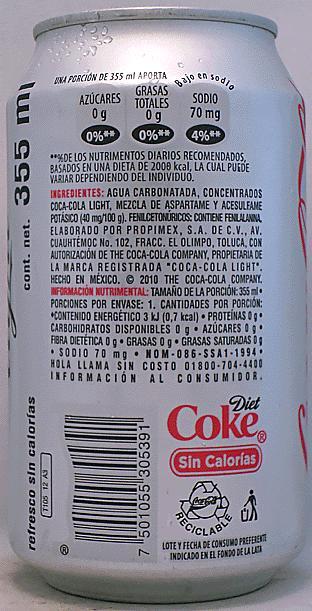 UNA PORCIÓN DE 355 ml APORTA
Bajo en sodio
AZÚCARES
0 g
0%**
GRASAS
TOTALES
0 g
0%**
SODIO
70 mg
4%**
**%DE LOS NUTRIMENTOS DIARIOS RECOMENDADOS,
BASADOS EN UNA DIETA DE 2000 kcal, LA CUAL PUEDE
VARIAR DEPENDIENDO DEL INDIVIDUO.
INGREDIENTES: AGUA CARBONATADA, CONCENTRADOS
COCA-COLA LIGHT, MEZCLA DE ASPARTAME Y ACESULFAME
POTÁSICO (40 mg/100 g). FENILCETONÚRICOS: CONTIENE FENILALANINA.
ELABORADO POR PROPIMEX, S.A. DE C.V., AV.
CUAUHTÉMOC No. 102, FRACC. EL OLIMPO, TOLUCA, CON
AUTORIZACIÓN DE THE COCA-COLA COMPANY, PROPIETARIA DE
LA MARCA REGISTRADA "COCA-COLA LIGHT".
HECHO EN MÉXICO. © 2010 THE COCA-COLA COMPANY.
INFORMACIÓN NUTRIMENTAL: TAMAÑO DE LA PORCIÓN: 355 ml •
PORCIONES POR ENVASE: 1. CANTIDADES POR PORCIÓN:
•CONTENIDO ENERGÉTICO 3 kJ (0,7 kcal) • PROTEÍNAS 0 g •
CARBOHIDRATOS DISPONIBLES 0 g • AZÚCARES 0 g •
FIBRA DIETÉTICA 0 g • GRASAS 0 g • GRASAS SATURADAS 0 g
• SODIO 70 mg • NOM-086-SSA1-1994 •
HOLA LLAMA SIN COSTO 01800-704-4400
INFORMACIÓN AL CONSUMIDOR.
cont. net. 355 ml
refresco sin calorías
T105 12 A3
7 501055 305391
®
Diet
Coke®
Sin Calorías
Coca-Cola
RECICLABLE
LOTE Y FECHA DE CONSUMO PREFERENTE
INDICADO EN EL FONDO DE LA LATA